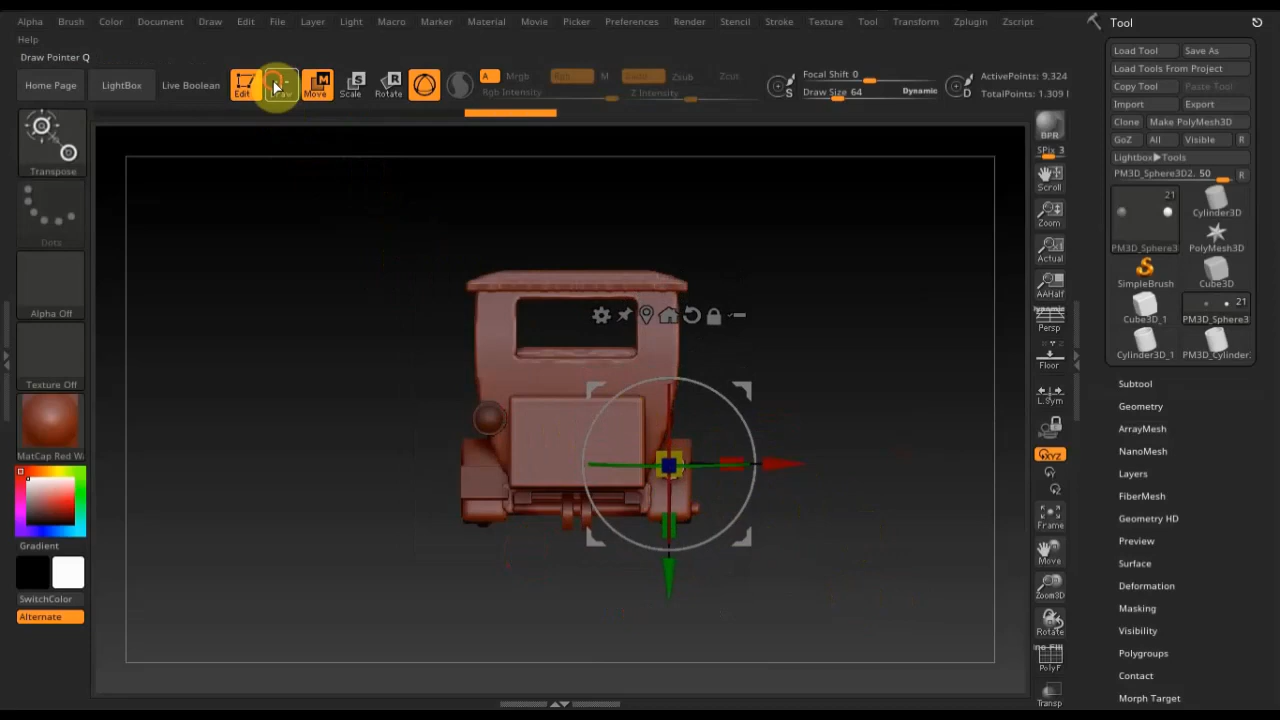 Alpha Brush Color Document Draw Edit File Layer Light Macro Marker Material Movie Picker Preferences Render Stencil Stroke Texture Tool Transform Zplugin Zscript
Help
Draw Pointer Q
Home Page
LightBox
Live Boolean
Edit
Draw
Move
Scale
Rotate
A
Mrgb
Rgb
M
Zadd
Zsub
Zcut
Rgb Intensity
Z Intensity
S
Focal Shift 0
Draw Size 64
Dynamic
D
ActivePoints: 9.324
TotalPoints: 1.309
Transpose
Dots
Alpha Off
Texture Off
MatCap Red Wa
Gradient
SwitchColor
Alternate
BPR
SPix 3
Scroll
Zoom
Actual
AAHalf
Dynamic
Persp
Floor
L.Sym
XYZ
Frame
Move
Zoom3D
Rotate
PolyF
Transp
Tool
Load Tool
Save As
Load Tools From Project
Copy Tool
Paste Tool
Import
Export
Clone
Make PolyMesh3D
GoZ
All
Visible
R
Lightbox▶Tools
PM3D_Sphere3D2. 50
R
21
PM3D_Sphere3
Cylinder3D
PolyMesh3D
SimpleBrush
Cube3D
Cube3D_1
21
PM3D_Sphere3
Cylinder3D_1
PM3D_Cylinder.
Subtool
Geometry
ArrayMesh
NanoMesh
Layers
FiberMesh
Geometry HD
Preview
Surface
Deformation
Masking
Visibility
Polygroups
Contact
Morph Target